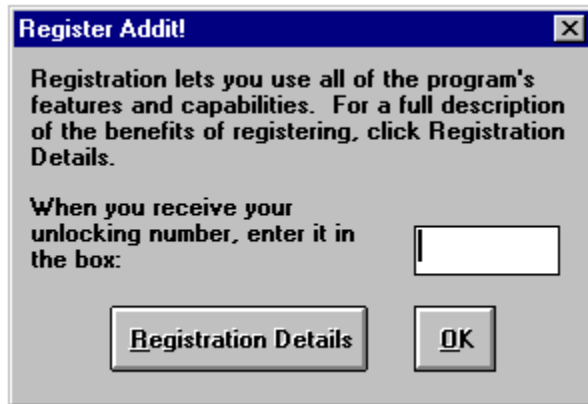 Register Addit!
Registration lets you use all of the program's
features and capabilities.  For a full description
of the benefits of registering, click Registration
Details.
When you receive your
unlocking number, enter it in
the box:
Registration Details
OK